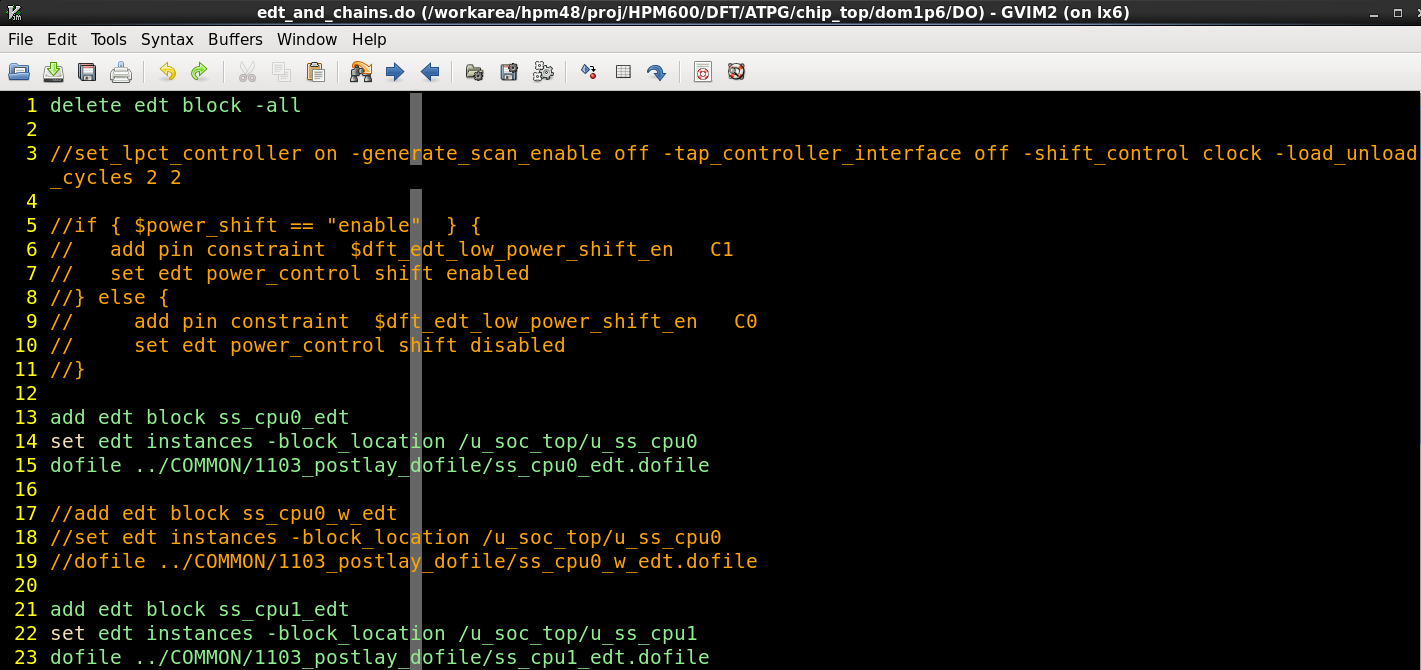 edt_and_chains.do (/workarea/hpm48/proj/HPM600/DFT/ATPG/chip_top/dom1p6/DO) - GVIM2 (on lx6)
File Edit Tools Syntax Buffers Window Help
1 delete edt block -all
2
3 //set_lpct_controller on -generate_scan_enable off -tap_controller_interface off -shift_control clock -load_unload
_cycles 2 2
4
5 //if { $power_shift == "enable"  } {
6 //   add pin constraint  $dft_edt_low_power_shift_en   C1
7 //   set edt power_control shift enabled
8 //} else {
9 //     add pin constraint  $dft_edt_low_power_shift_en   C0
10 //     set edt power_control shift disabled
11 //}
12
13 add edt block ss_cpu0_edt
14 set edt instances -block_location /u_soc_top/u_ss_cpu0
15 dofile ../COMMON/1103_postlay_dofile/ss_cpu0_edt.dofile
16
17 //add edt block ss_cpu0_w_edt
18 //set edt instances -block_location /u_soc_top/u_ss_cpu0
19 //dofile ../COMMON/1103_postlay_dofile/ss_cpu0_w_edt.dofile
20
21 add edt block ss_cpu1_edt
22 set edt instances -block_location /u_soc_top/u_ss_cpu1
23 dofile ../COMMON/1103_postlay_dofile/ss_cpu1_edt.dofile